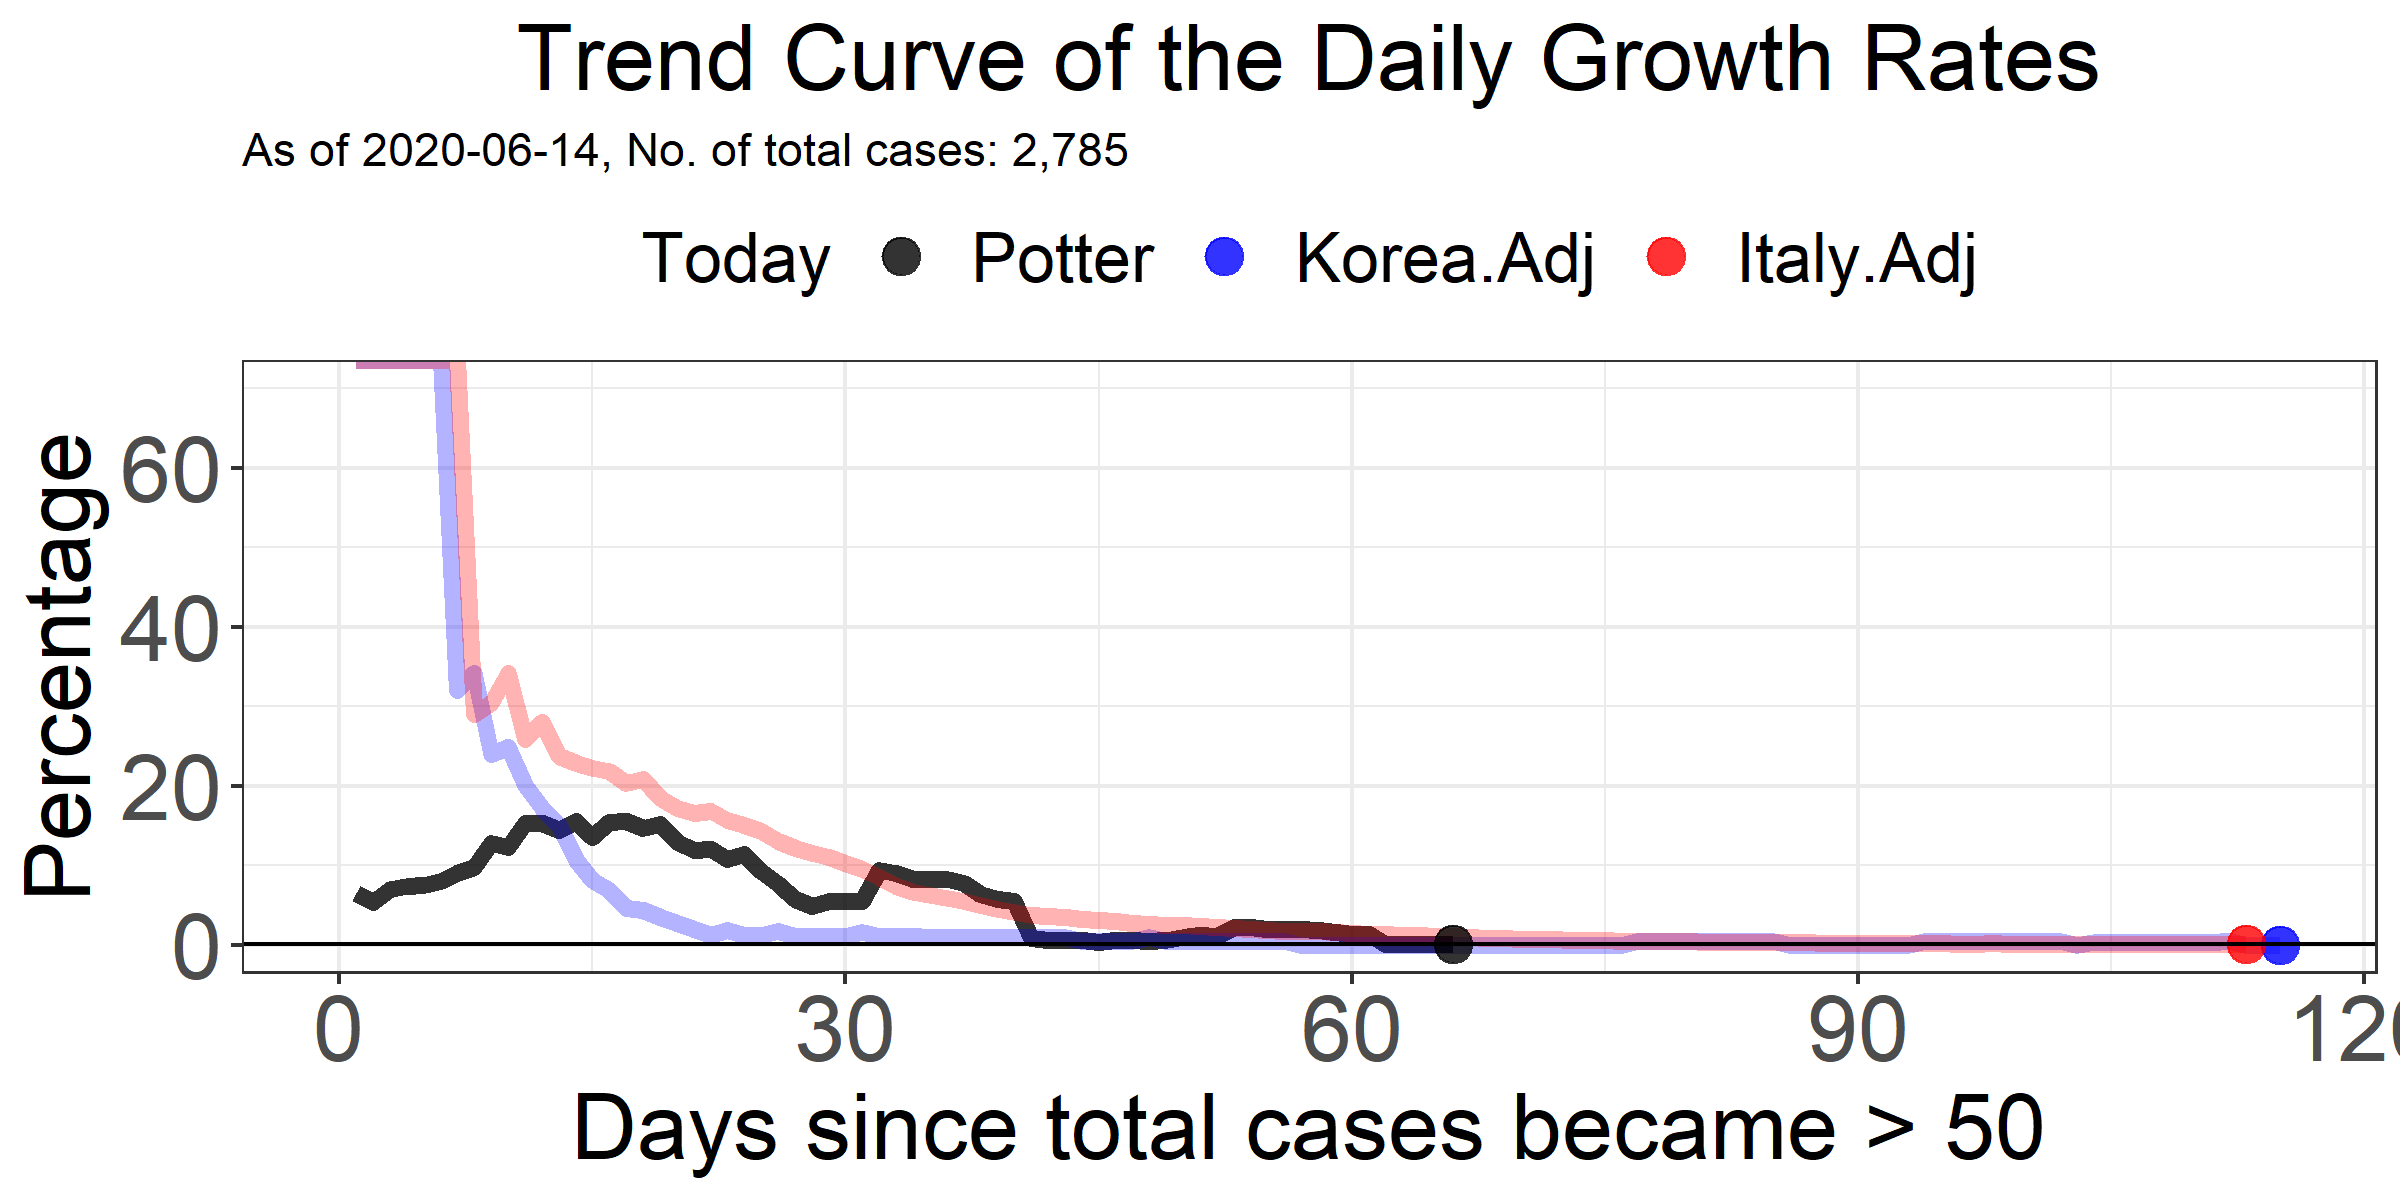 Trend Curve of the Daily Growth Rates
As of 2020-06-14, No. of total cases: 2,785
Today Potter Korea.Adj Italy.Adj
Percentage
60
40
20
0
0 30 60 90 120
Days since total cases became > 50